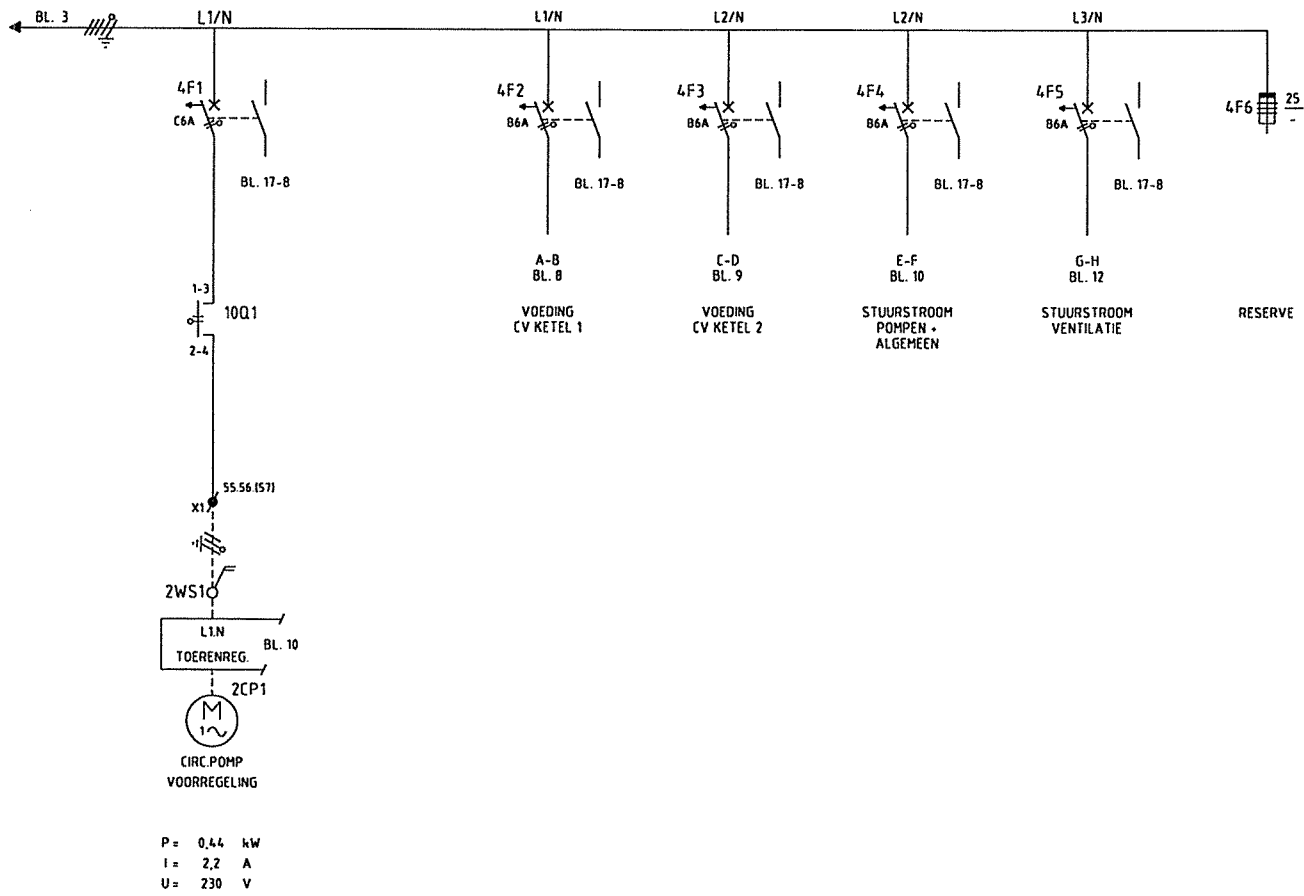 BL. 3
L1/N
L1/N
L2/N
L2/N
L3/N
4F1
C6A
BL. 17-8
4F2
B6A
BL. 17-8
4F3
B6A
BL. 17-8
4F4
B6A
BL. 17-8
4F5
B6A
BL. 17-8
4F6
25
-
A-B
BL. 8
C-D
BL. 9
E-F
BL. 10
G-H
BL. 12
VOEDING
CV KETEL 1
VOEDING
CV KETEL 2
STUURSTROOM
POMPEN +
ALGEMEEN
STUURSTROOM
VENTILATIE
RESERVE
1-3
10Q1
2-4
55.56.(57)
X1
2WS1
L1.N
BL. 10
TOERENREG.
2CP1
M
1~
CIRC.POMP
VOORREGELING
P = 0,44 kW
I = 2,2 A
U = 230 V